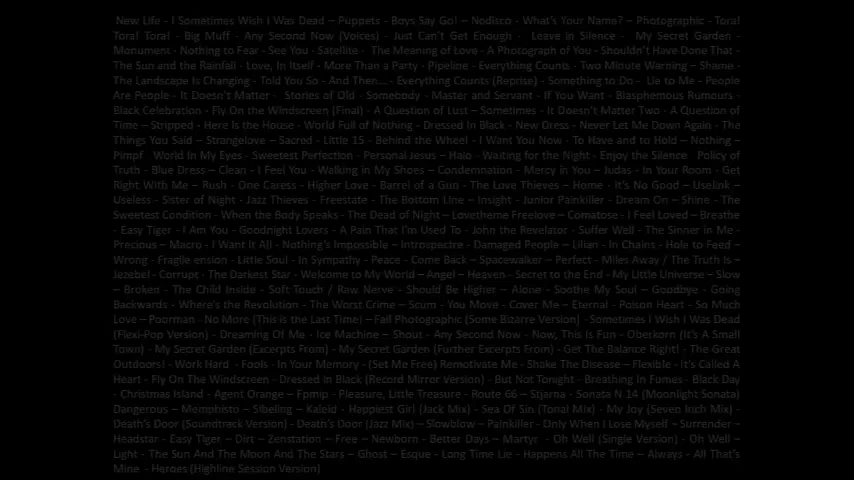 New Life - I Sometimes Wish I Was Dead – Puppets - Boys Say Go! – Nodisco - What's Your Name? – Photographic - Tora!
Tora! Tora! - Big Muff - Any Second Now (Voices) - Just Can't Get Enough - Leave in Silence - My Secret Garden -
Monument - Nothing to Fear - See You - Satellite - The Meaning of Love - A Photograph of You - Shouldn't Have Done That -
The Sun and the Rainfall - Love, In Itself - More Than a Party - Pipeline - Everything Counts - Two Minute Warning – Shame -
The Landscape Is Changing - Told You So - And Then... - Everything Counts (Reprise) - Something to Do - Lie to Me - People
Are People - It Doesn't Matter - Stories of Old - Somebody - Master and Servant - If You Want - Blasphemous Rumours -
Black Celebration - Fly On the Windscreen (Final) - A Question of Lust – Sometimes - It Doesn't Matter Two - A Question of
Time – Stripped - Here Is the House - World Full of Nothing - Dressed In Black - New Dress - Never Let Me Down Again - The
Things You Said – Strangelove – Sacred - Little 15 - Behind the Wheel - I Want You Now - To Have and to Hold – Nothing –
Pimpf World In My Eyes - Sweetest Perfection - Personal Jesus – Halo - Waiting for the Night - Enjoy the Silence Policy of
Truth - Blue Dress – Clean - I Feel You - Walking in My Shoes – Condemnation - Mercy in You – Judas - In Your Room - Get
Right With Me – Rush - One Caress - Higher Love - Barrel of a Gun - The Love Thieves – Home - It's No Good – Uselink –
Useless - Sister of Night - Jazz Thieves - Freestate - The Bottom Line – Insight - Junior Painkiller - Dream On – Shine - The
Sweetest Condition - When the Body Speaks - The Dead of Night – Lovetheme Freelove – Comatose - I Feel Loved – Breathe
- Easy Tiger – I Am You - Goodnight Lovers - A Pain That I'm Used To - John the Revelator - Suffer Well - The Sinner in Me -
Precious – Macro - I Want It All - Nothing's Impossible – Introspectre - Damaged People – Lilian - In Chains - Hole to Feed –
Wrong - Fragile ension - Little Soul - In Sympathy - Peace - Come Back – Spacewalker – Perfect - Miles Away / The Truth Is –
Jezebel - Corrupt - The Darkest Star - Welcome to My World – Angel – Heaven - Secret to the End - My Little Universe – Slow
– Broken - The Child Inside - Soft Touch / Raw Nerve - Should Be Higher – Alone - Soothe My Soul – Goodbye - Going
Backwards - Where's the Revolution - The Worst Crime – Scum - You Move - Cover Me – Eternal - Poison Heart - So Much
Love – Poorman - No More (This is the Last Time) – Fail Photographic (Some Bizarre Version) - Sometimes I Wish I Was Dead
(Flexi-Pop Version) - Dreaming Of Me - Ice Machine – Shout - Any Second Now - Now, This Is Fun - Oberkorn (It's A Small
Town) - My Secret Garden (Excerpts From) - My Secret Garden (Further Excerpts From) - Get The Balance Right! - The Great
Outdoors! - Work Hard - Fools - In Your Memory - (Set Me Free) Remotivate Me - Shake The Disease – Flexible - It's Called A
Heart - Fly On The Windscreen - Dressed In Black (Record Mirror Version) - But Not Tonight - Breathing In Fumes - Black Day
- Christmas Island - Agent Orange – Fpmip - Pleasure, Little Treasure - Route 66 – Stjarna - Sonata N 14 (Moonlight Sonata)
Dangerous – Memphisto – Sibeling – Kaleid - Happiest Girl (Jack Mix) - Sea Of Sin (Tonal Mix) - My Joy (Seven Inch Mix) -
Death's Door (Soundtrack Version) - Death's Door (Jazz Mix) – Slowblow – Painkiller - Only When I Lose Myself – Surrender –
Headstar - Easy Tiger – Dirt – Zenstation – Free – Newborn - Better Days – Martyr - Oh Well (Single Version) - Oh Well –
Light - The Sun And The Moon And The Stars – Ghost – Esque - Long Time Lie - Happens All The Time – Always - All That's
Mine - Heroes (Highline Session Version)